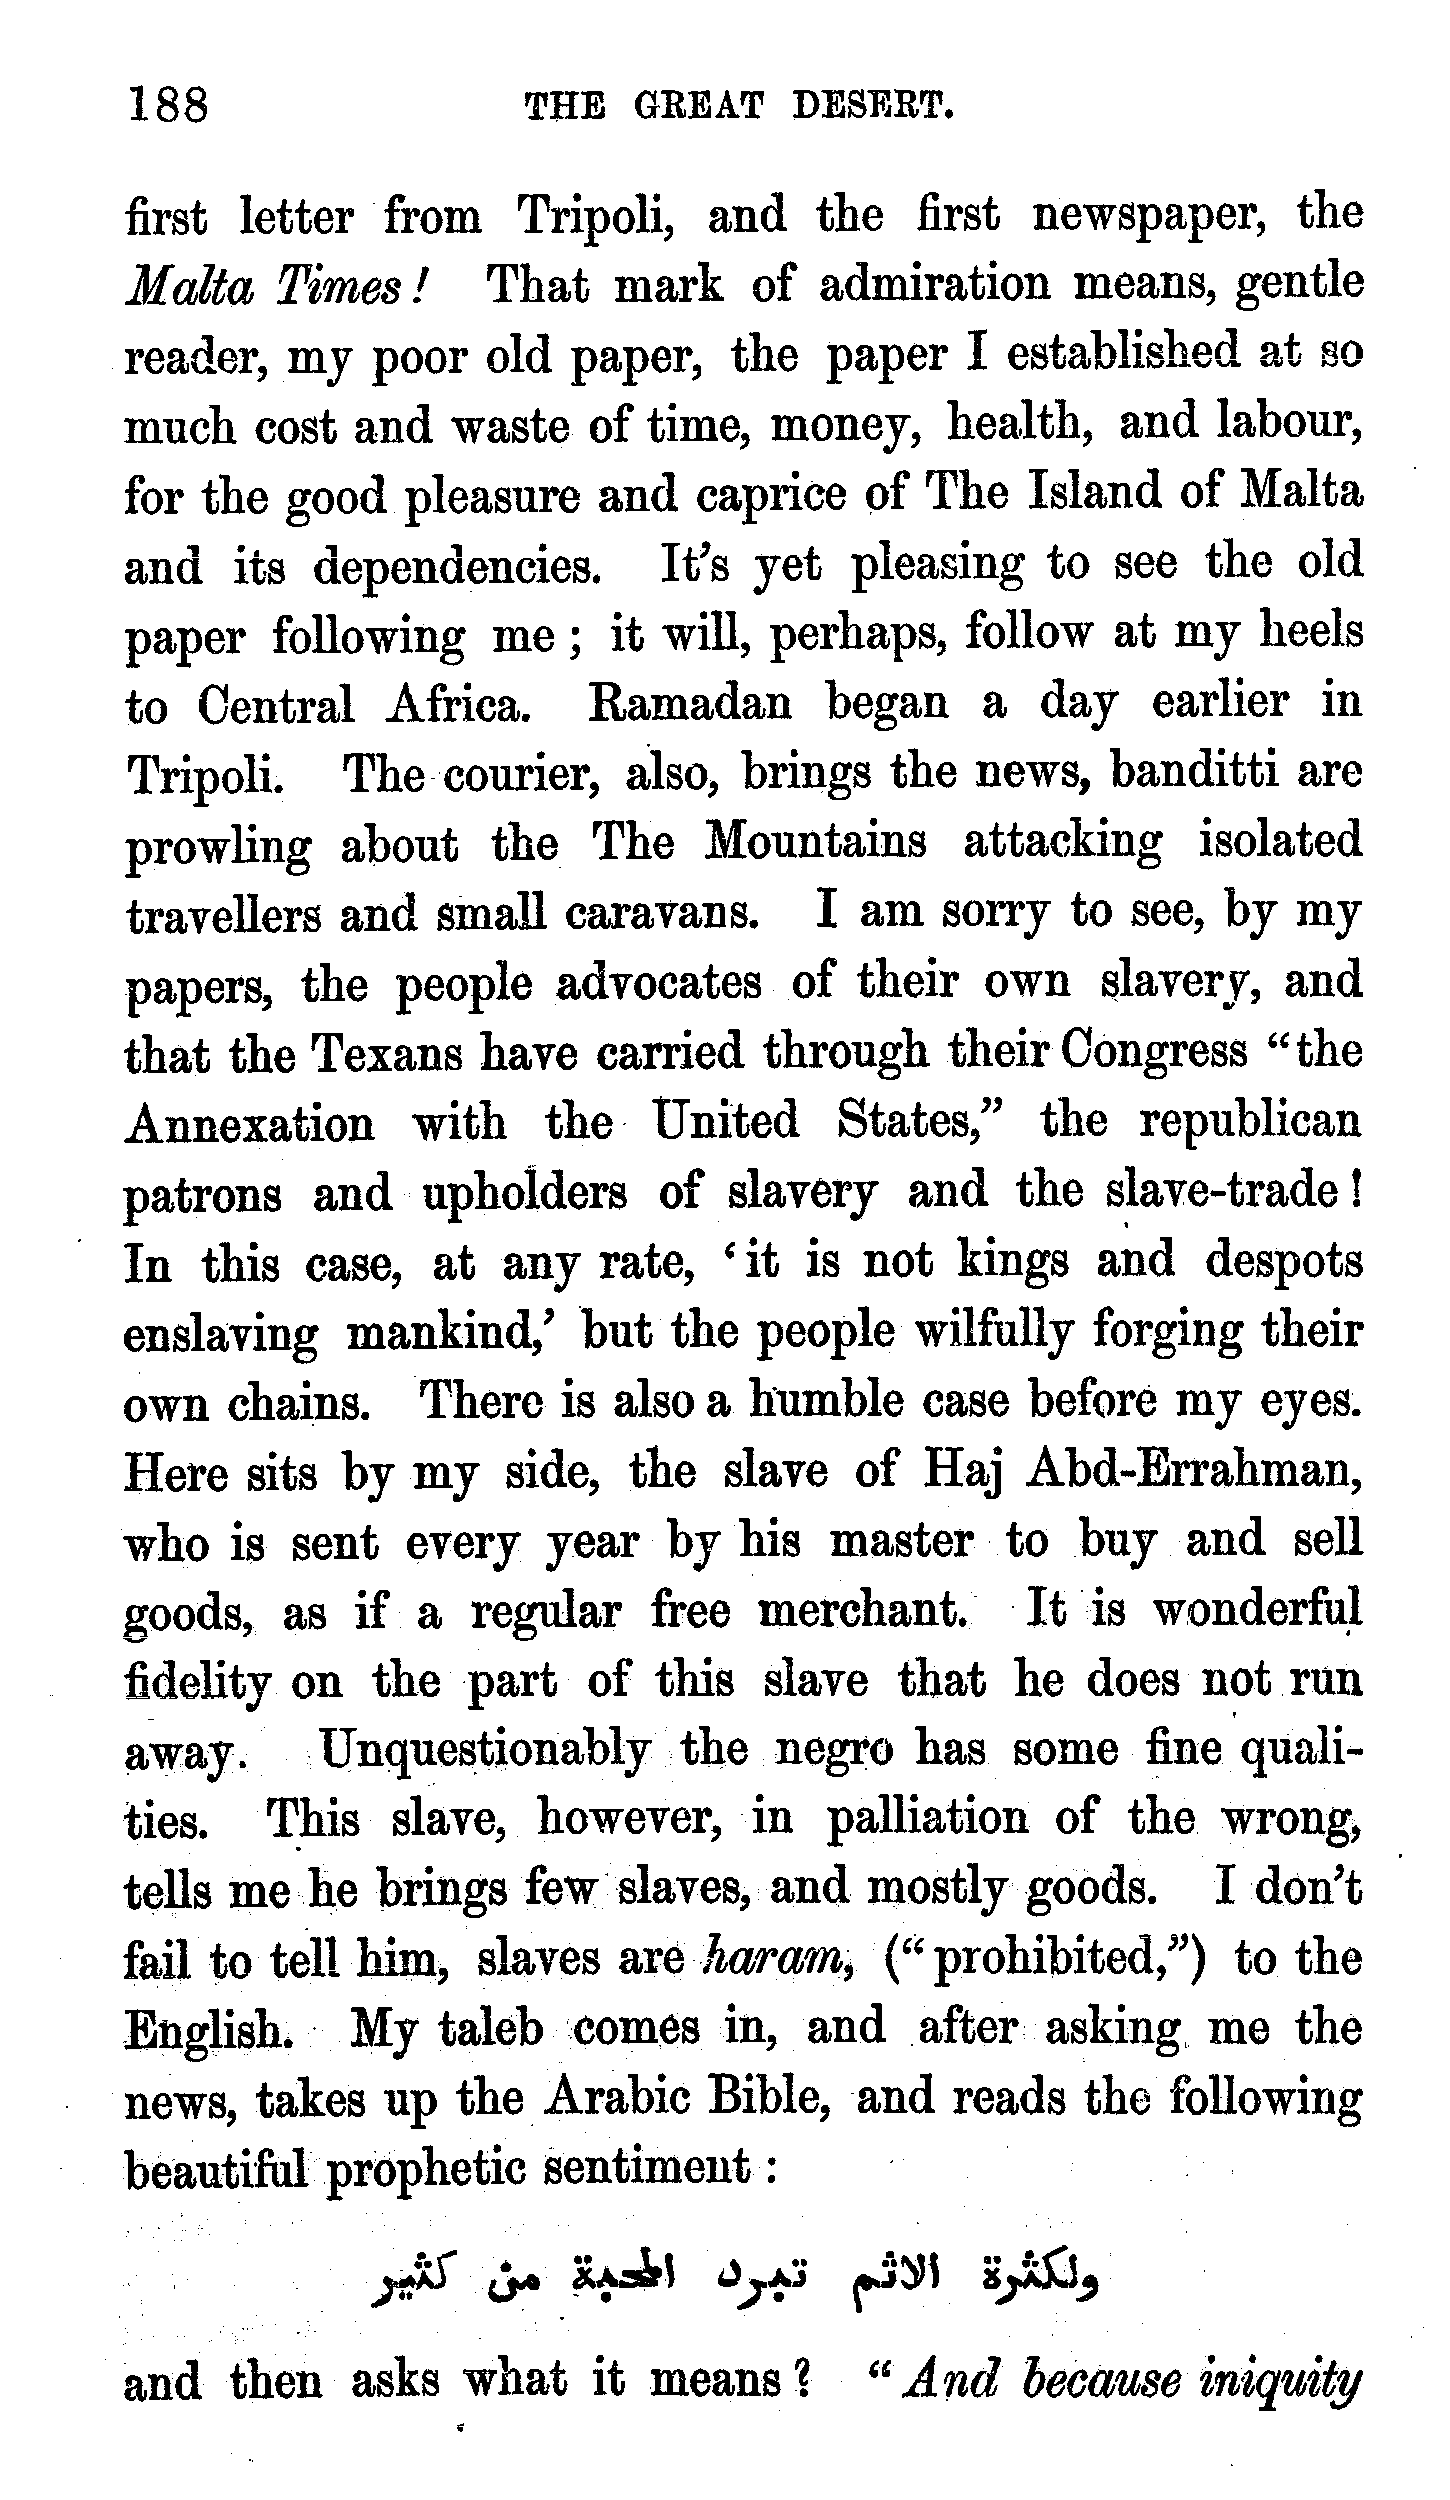 188 THE GREAT DESERT.
first letter from Tripoli, and the first newspaper, the
Malta Times! That mark of admiration means, gentle
reader, my poor old paper, the paper I established at so
much cost and waste of time, money, health, and labour,
for the good pleasure and caprice of The Island of Malta
and its dependencies. It's yet pleasing to see the old
paper following me; it will, perhaps, follow at my heels
to Central Africa. Ramadan began a day earlier in
Tripoli. The courier, also, brings the news, banditti are
prowling about the The Mountains attacking isolated
travellers and small caravans. I am sorry to see, by my
papers, the people advocates of their own slavery, and
that the Texans have carried through their Congress "the
Annexation with the United States," the republican
patrons and upholders of slavery and the slave-trade!
In this case, at any rate, 'it is not kings and despots
enslaving mankind,' but the people wilfully forging their
own chains. There is also a humble case before my eyes.
Here sits by my side, the slave of Haj Abd-Errahman,
who is sent every year by his master to buy and sell
goods, as if a regular free merchant. It is wonderful
fidelity on the part of this slave that he does not run
away. Unquestionably the negro has some fine quali-
ties. This slave, however, in palliation of the wrong,
tells me he brings few slaves, and mostly goods. I don't
fail to tell him, slaves are haram, ("prohibited,") to the
English. My taleb comes in, and after asking me the
news, takes up the Arabic Bible, and reads the following
beautiful prophetic sentiment:
ولكثرة الاثم تبرد المحبة من كثير
and then asks what it means? "And because iniquity